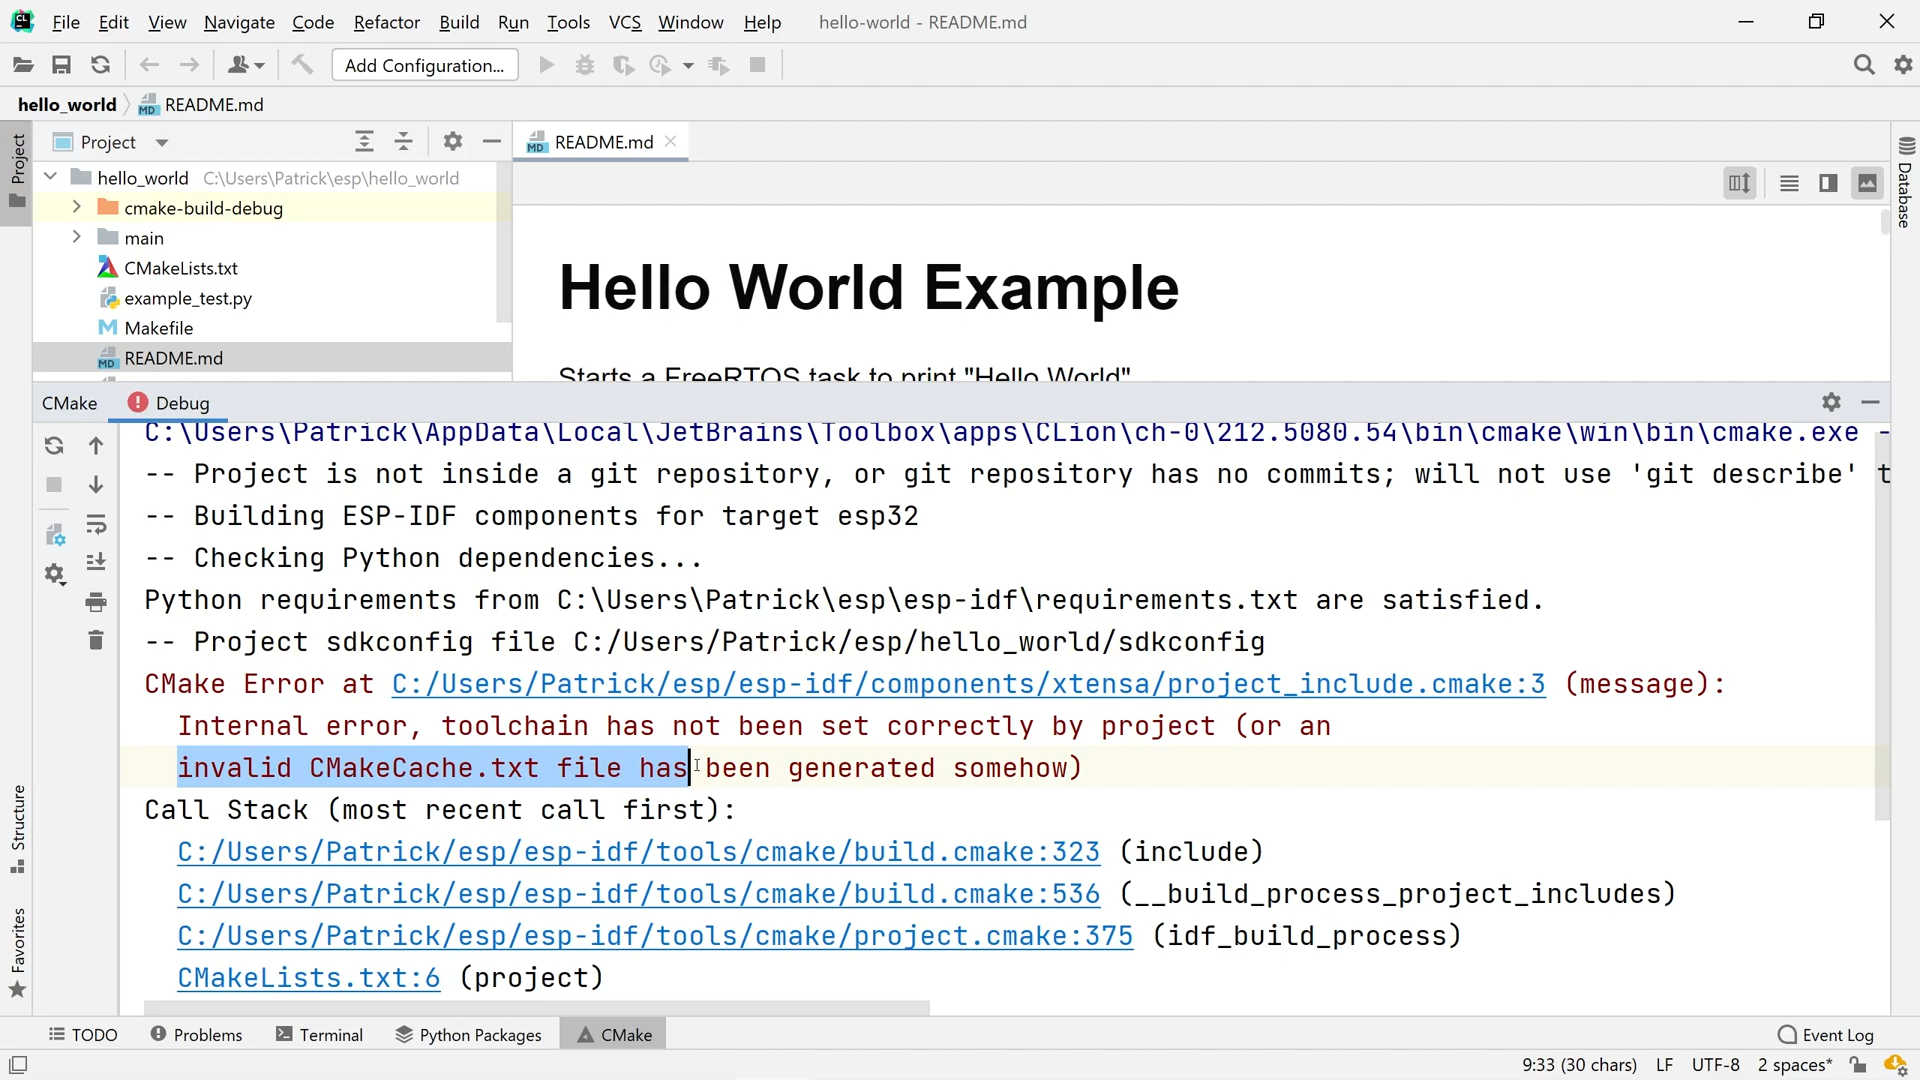 File Edit View Navigate Code Refactor Build Run Tools VCS Window Help hello-world - README.md
Add Configuration...
hello_world README.md
Project
Project
README.md
Database
hello_world C:\Users\Patrick\esp\hello_world
cmake-build-debug
main
CMakeLists.txt
example_test.py
Makefile
README.md
Hello World Example
Starts a FreeRTOS task to print "Hello World"
CMake Debug
C:\Users\Patrick\AppData\Local\JetBrains\Toolbox\apps\CLion\ch-0\212.5080.54\bin\cmake\win\bin\cmake.exe -
-- Project is not inside a git repository, or git repository has no commits; will not use 'git describe' t
-- Building ESP-IDF components for target esp32
-- Checking Python dependencies...
Python requirements from C:\Users\Patrick\esp\esp-idf\requirements.txt are satisfied.
-- Project sdkconfig file C:/Users/Patrick/esp/hello_world/sdkconfig
CMake Error at C:/Users/Patrick/esp/esp-idf/components/xtensa/project_include.cmake:3 (message):
Internal error, toolchain has not been set correctly by project (or an
invalid CMakeCache.txt file has been generated somehow)
Call Stack (most recent call first):
C:/Users/Patrick/esp/esp-idf/tools/cmake/build.cmake:323 (include)
C:/Users/Patrick/esp/esp-idf/tools/cmake/build.cmake:536 (__build_process_project_includes)
C:/Users/Patrick/esp/esp-idf/tools/cmake/project.cmake:375 (idf_build_process)
CMakeLists.txt:6 (project)
Structure
Favorites
TODO Problems Terminal Python Packages CMake Event Log
9:33 (30 chars) LF UTF-8 2 spaces*